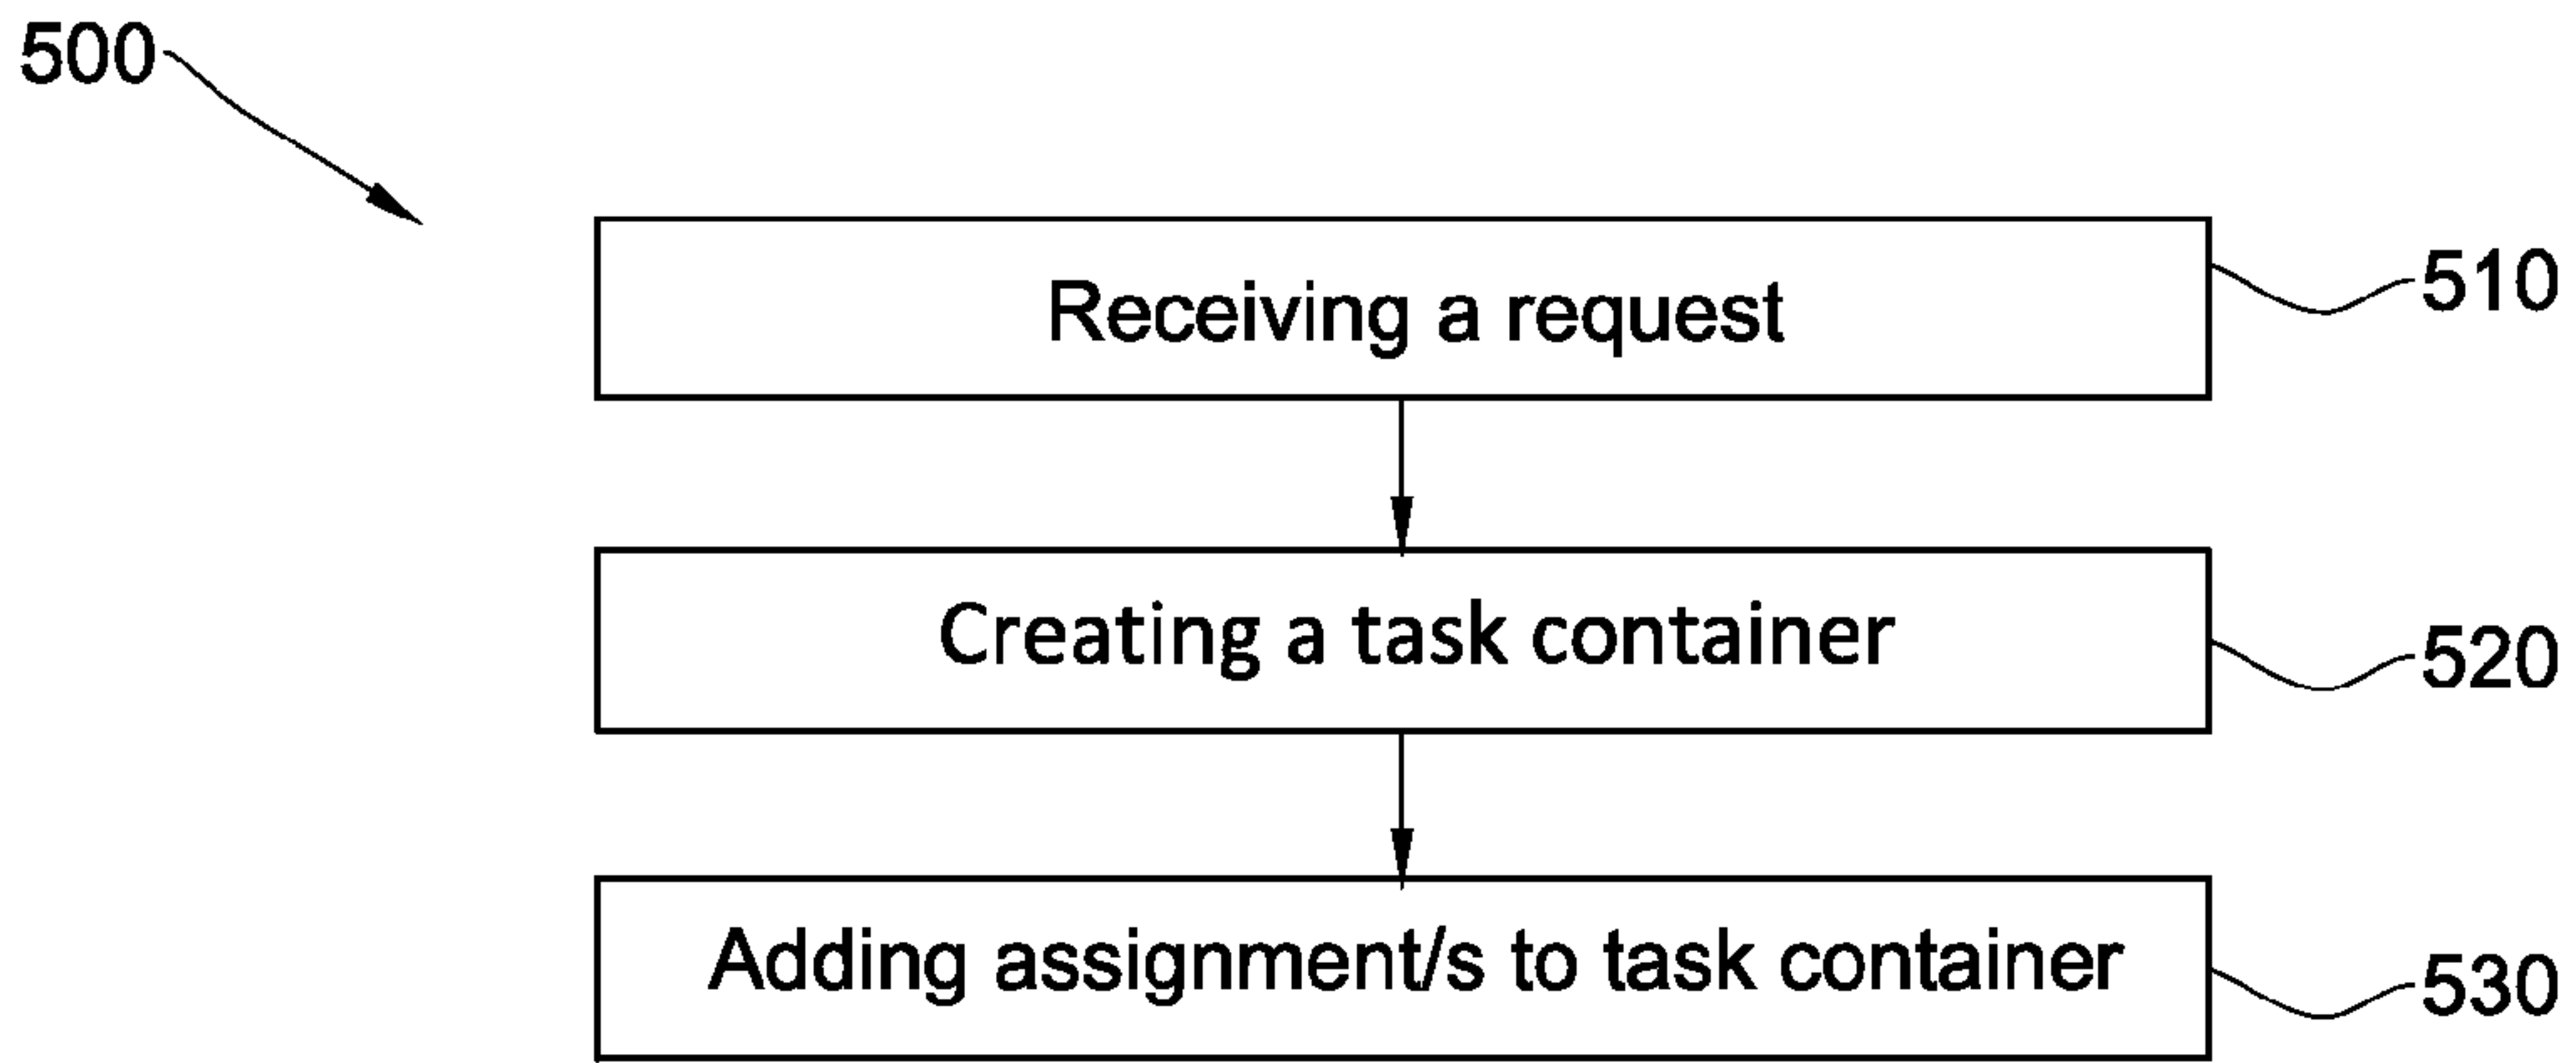 500
Receiving a request
510
Creating a task container
520
Adding assignment/s to task container
530